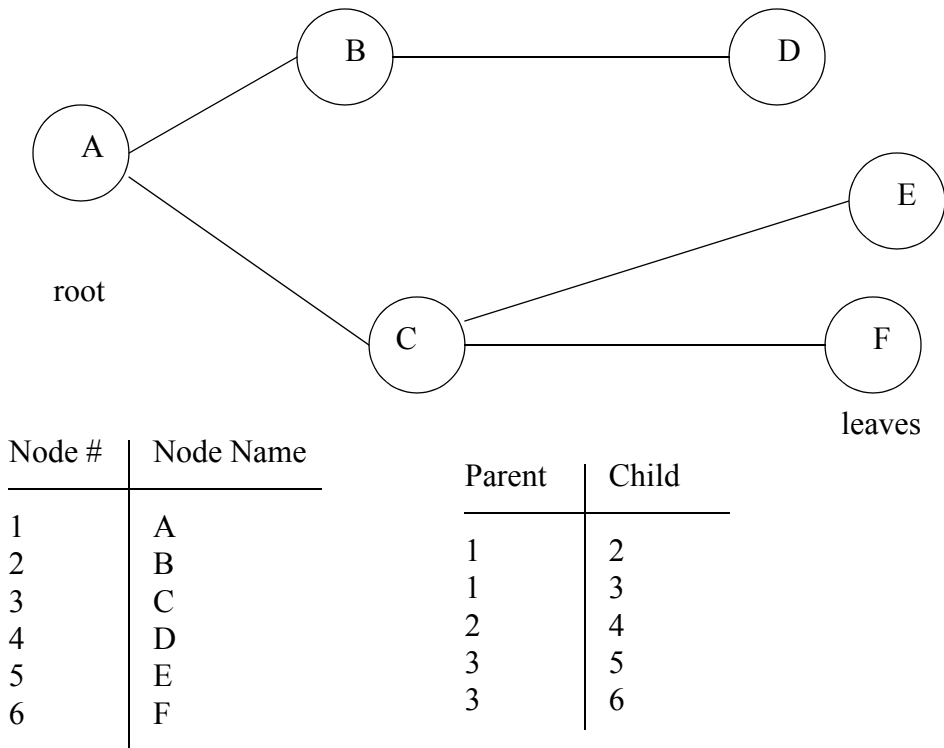 B
D
A
E
root
C
F
leaves
Node # Node Name
1 A
2 B
3 C
4 D
5 E
6 F
Parent Child
1 2
1 3
2 4
3 5
3 6